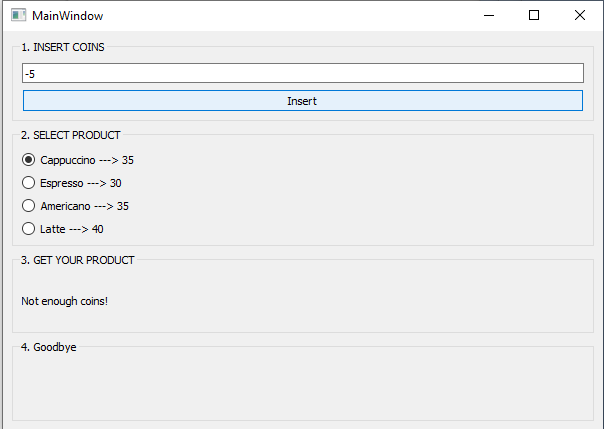 MainWindow
1. INSERT COINS
-5
Insert
2. SELECT PRODUCT
Cappuccino ---> 35
Espresso ---> 30
Americano ---> 35
Latte ---> 40
3. GET YOUR PRODUCT
Not enough coins!
4. Goodbye